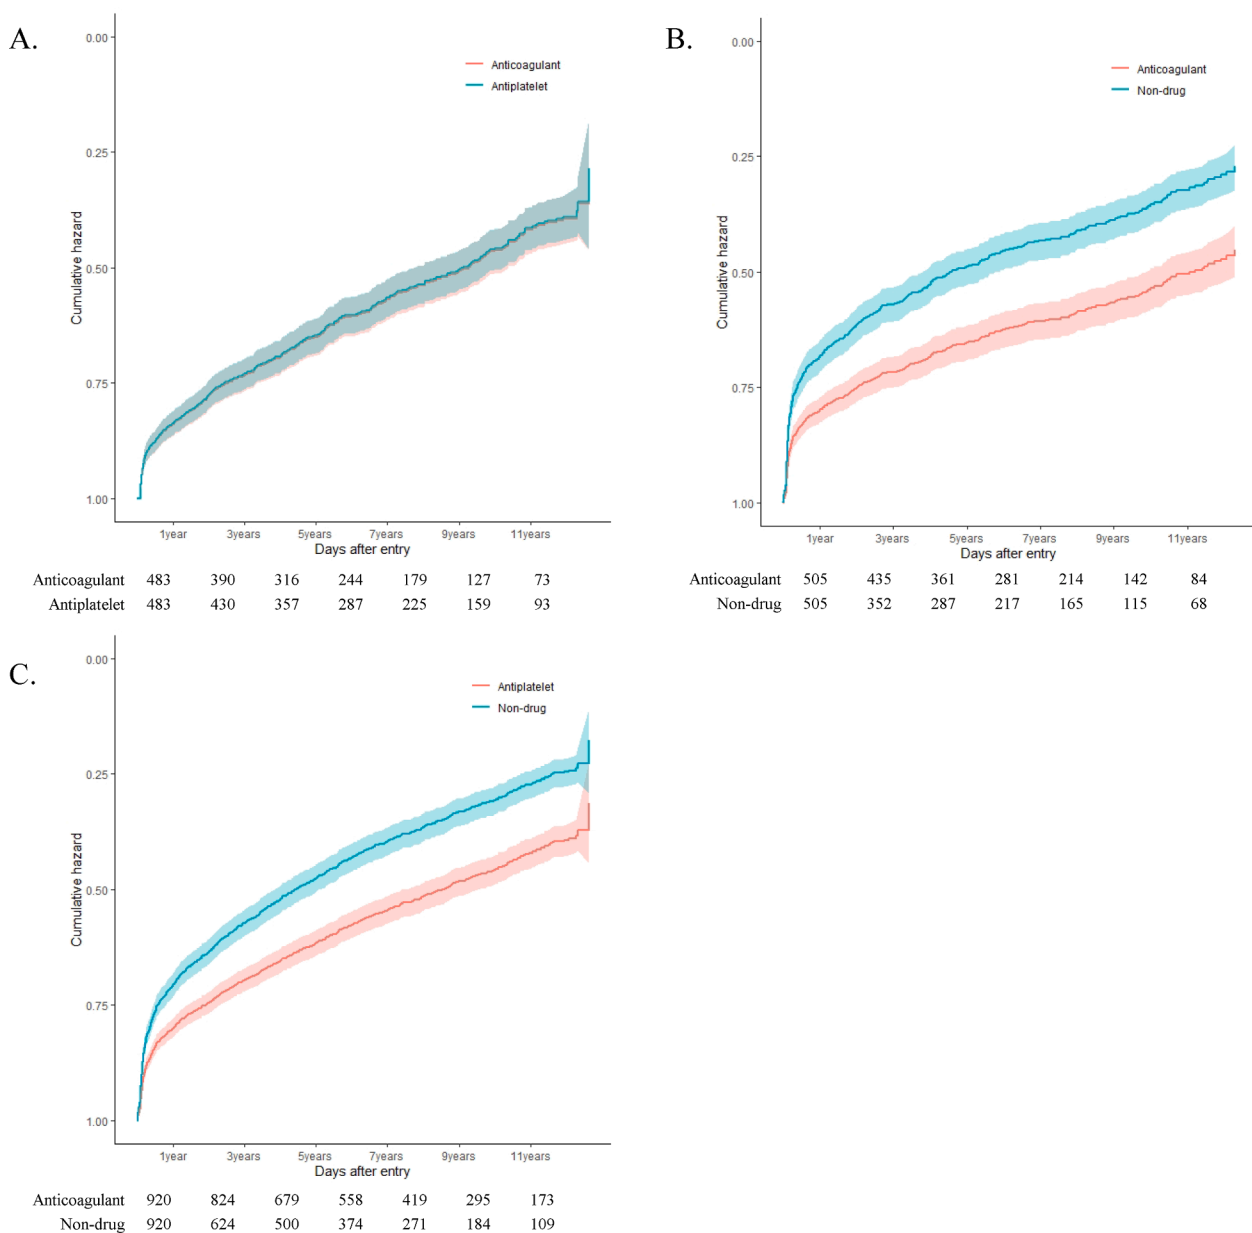 A.
0.00
0.25
0.50
0.75
1.00
Cumulative hazard
Anticoagulant
Antiplatelet
1year 3years 5years 7years 9years 11years
Days after entry
Anticoagulant 483 390 316 244 179 127 73
Antiplatelet 483 430 357 287 225 159 93
B.
0.00
0.25
0.50
0.75
1.00
Cumulative hazard
Anticoagulant
Non-drug
1year 3years 5years 7years 9years 11years
Days after entry
Anticoagulant 505 435 361 281 214 142 84
Non-drug 505 352 287 217 165 115 68
C.
0.00
0.25
0.50
0.75
1.00
Cumulative hazard
Antiplatelet
Non-drug
1year 3years 5years 7years 9years 11years
Days after entry
Anticoagulant 920 824 679 558 419 295 173
Non-drug 920 624 500 374 271 184 109